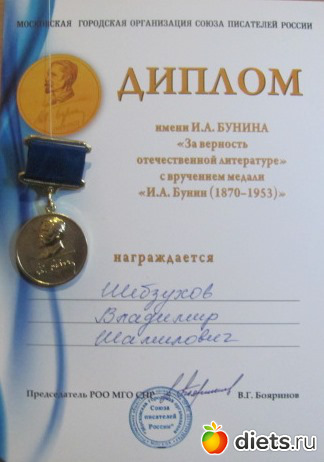 МОСКОВСКАЯ ГОРОДСКАЯ ОРГАНИЗАЦИЯ СОЮЗА ПИСАТЕЛЕЙ РОССИИ
ДИПЛОМ
имени И.А. БУНИНА
«За верность
отечественной литературе»
с вручением медали
«И.А. Бунин (1870-1953)»
награждается
Шебзухов
Владимир
Шамилович
Председатель РОО МГО СПР
В.Г. Бояринов
Союза
писателей
России"
diets.ru